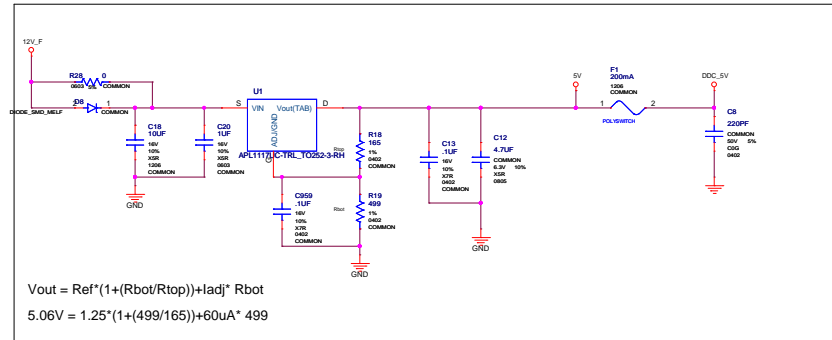 12V_F
R28
0
0603
5%
COMMON
D8
2
1
DIODE_SMD_MELF
COMMON
C18
10UF
16V
10%
X5R
1206
COMMON
GND
C20
1UF
16V
10%
X5R
0603
COMMON
U1
S
VIN
Vout(TAB)
D
ADJ/GND
G
APL1117UC-TRL_TO252-3-RH
C959
.1UF
16V
10%
X7R
0402
COMMON
Rtop
R18
165
1%
0402
COMMON
Rbot
R19
499
1%
0402
COMMON
GND
C13
.1UF
16V
10%
X7R
0402
COMMON
C12
4.7UF
COMMON
6.3V 10%
X5R
0805
GND
5V
F1
200mA
1206
COMMON
1
2
POLYSWITCH
DDC_5V
C8
220PF
COMMON
50V 5%
C0G
0402
GND
Vout = Ref*(1+(Rbot/Rtop))+Iadj* Rbot
5.06V = 1.25*(1+(499/165))+60uA* 499